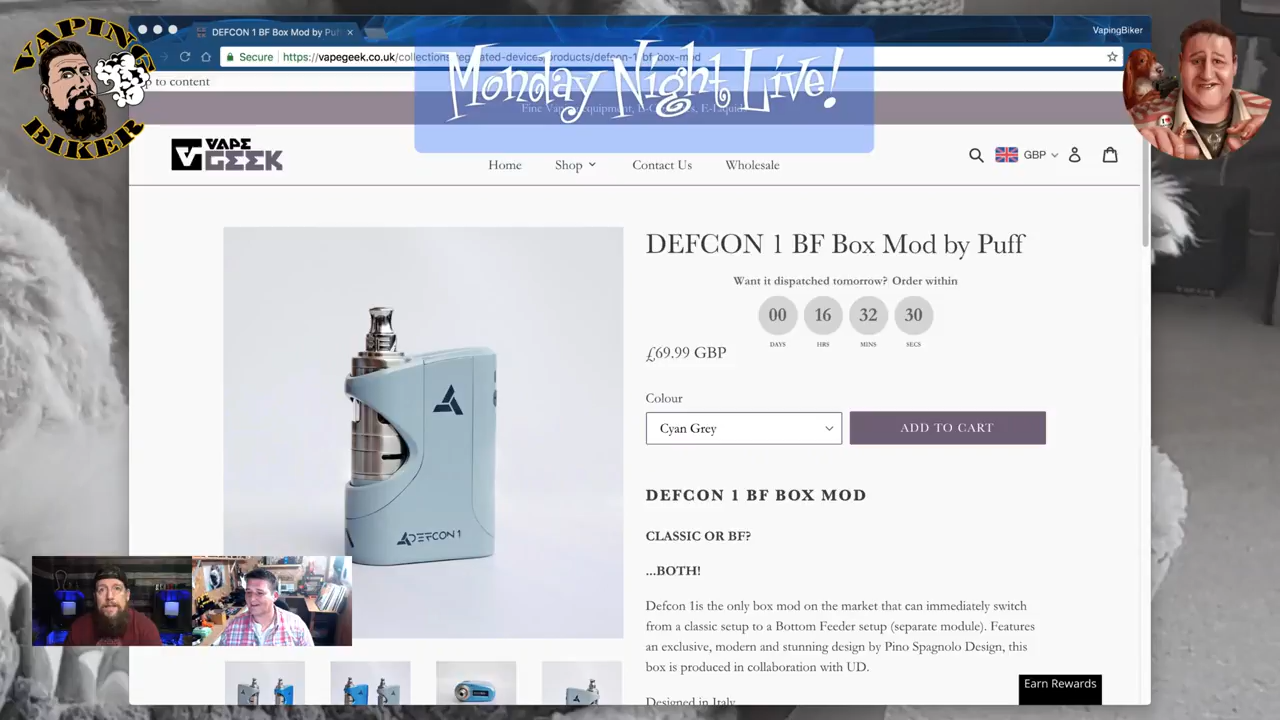 VAPING
BIKER
DEFCON 1 BF Box Mod by Puf
VapingBiker
Secure
https://vapegeek.co.uk/collections
products/defcon-1-bf-box-mod
to content
Monday Night Live!
VAPE
GEEK
Home
Shop
Contact Us
Wholesale
GBP
DEFCON 1 BF Box Mod by Puff
Want it dispatched tomorrow? Order within
00
16
32
30
DAYS
HRS
MINS
SECS
£69.99 GBP
Colour
Cyan Grey
ADD TO CART
DEFCON 1 BF BOX MOD
CLASSIC OR BF?
...BOTH!
Defcon 1is the only box mod on the market that can immediately switch
from a classic setup to a Bottom Feeder setup (separate module). Features
an exclusive, modern and stunning design by Pino Spagnolo Design, this
box is produced in collaboration with UD.
Designed in Italy
DEFCON 1
Earn Rewards